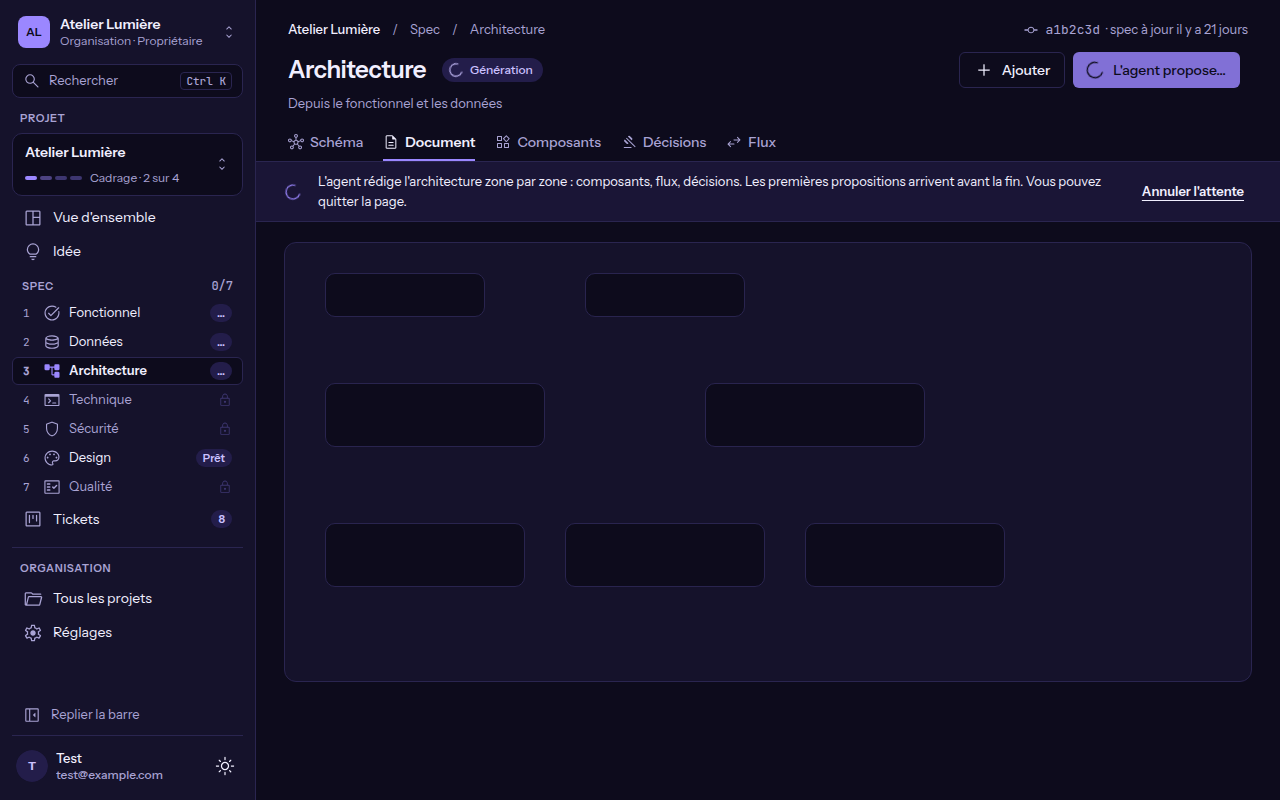 AL
Atelier Lumière
Organisation · Propriétaire
Rechercher
Ctrl K
PROJET
Atelier Lumière
Cadrage · 2 sur 4
Vue d'ensemble
Idée
SPEC 0/7
1 Fonctionnel ...
2 Données ...
3 Architecture ...
4 Technique
5 Sécurité
6 Design Prêt
7 Qualité
Tickets 8
ORGANISATION
Tous les projets
Réglages
Replier la barre
T
Test
test@example.com
Atelier Lumière / Spec / Architecture
a1b2c3d · spec à jour il y a 21 jours
Architecture
Génération
Ajouter
L'agent propose...
Depuis le fonctionnel et les données
Schéma
Document
Composants
Décisions
Flux
L'agent rédige l'architecture zone par zone : composants, flux, décisions. Les premières propositions arrivent avant la fin. Vous pouvez
quitter la page.
Annuler l'attente